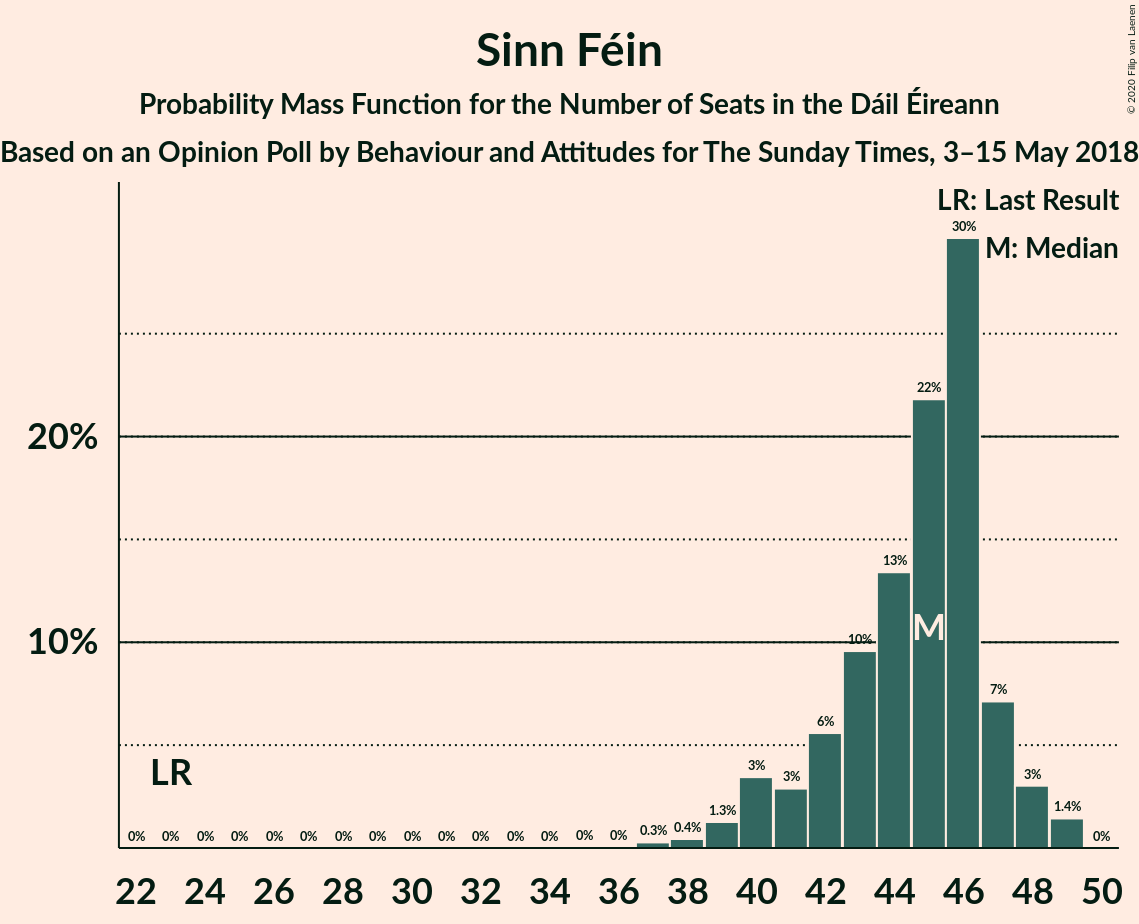 © 2020 Filip van Laenen
Sinn Féin
Probability Mass Function for the Number of Seats in the Dáil Éireann
Based on an Opinion Poll by Behaviour and Attitudes for The Sunday Times, 3–15 May 2018
LR: Last Result
M: Median
30%
22%
20%
13%
10%
10%
M
7%
6%
LR
3%
3%
3%
1.3%
1.4%
0% 0% 0% 0% 0% 0% 0% 0% 0% 0% 0% 0% 0% 0% 0% 0.3% 0.4% 0%
22 24 26 28 30 32 34 36 38 40 42 44 46 48 50